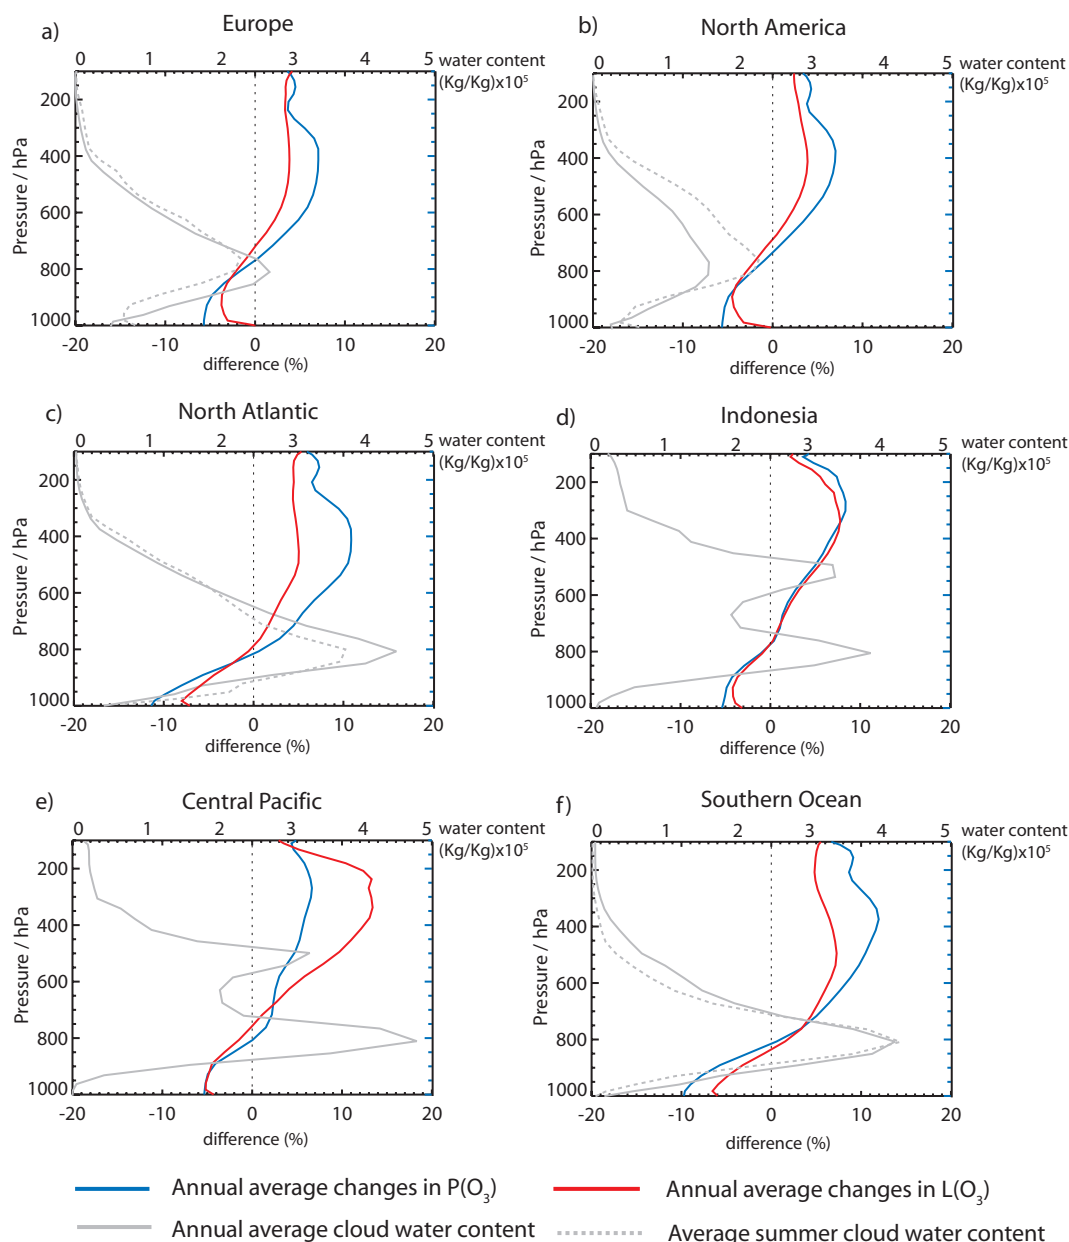 a) Europe
0 1 2 3 4 5 water content
(Kg/Kg)x10⁵
Pressure / hPa
200
400
600
800
1000
-20 -10 0 10 20
difference (%)
b) North America
0 1 2 3 4 5 water content
(Kg/Kg)x10⁵
Pressure / hPa
200
400
600
800
1000
-20 -10 0 10 20
difference (%)
c) North Atlantic
0 1 2 3 4 5 water content
(Kg/Kg)x10⁵
Pressure / hPa
200
400
600
800
1000
-20 -10 0 10 20
difference (%)
d) Indonesia
0 1 2 3 4 5 water content
(Kg/Kg)x10⁵
Pressure / hPa
200
400
600
800
1000
-20 -10 0 10 20
difference (%)
e) Central Pacific
0 1 2 3 4 5 water content
(Kg/Kg)x10⁵
Pressure / hPa
200
400
600
800
1000
-20 -10 0 10 20
difference (%)
f) Southern Ocean
0 1 2 3 4 5 water content
(Kg/Kg)x10⁵
Pressure / hPa
200
400
600
800
1000
-20 -10 0 10 20
difference (%)
Annual average changes in P(O₃)
Annual average changes in L(O₃)
Annual average cloud water content
Average summer cloud water content